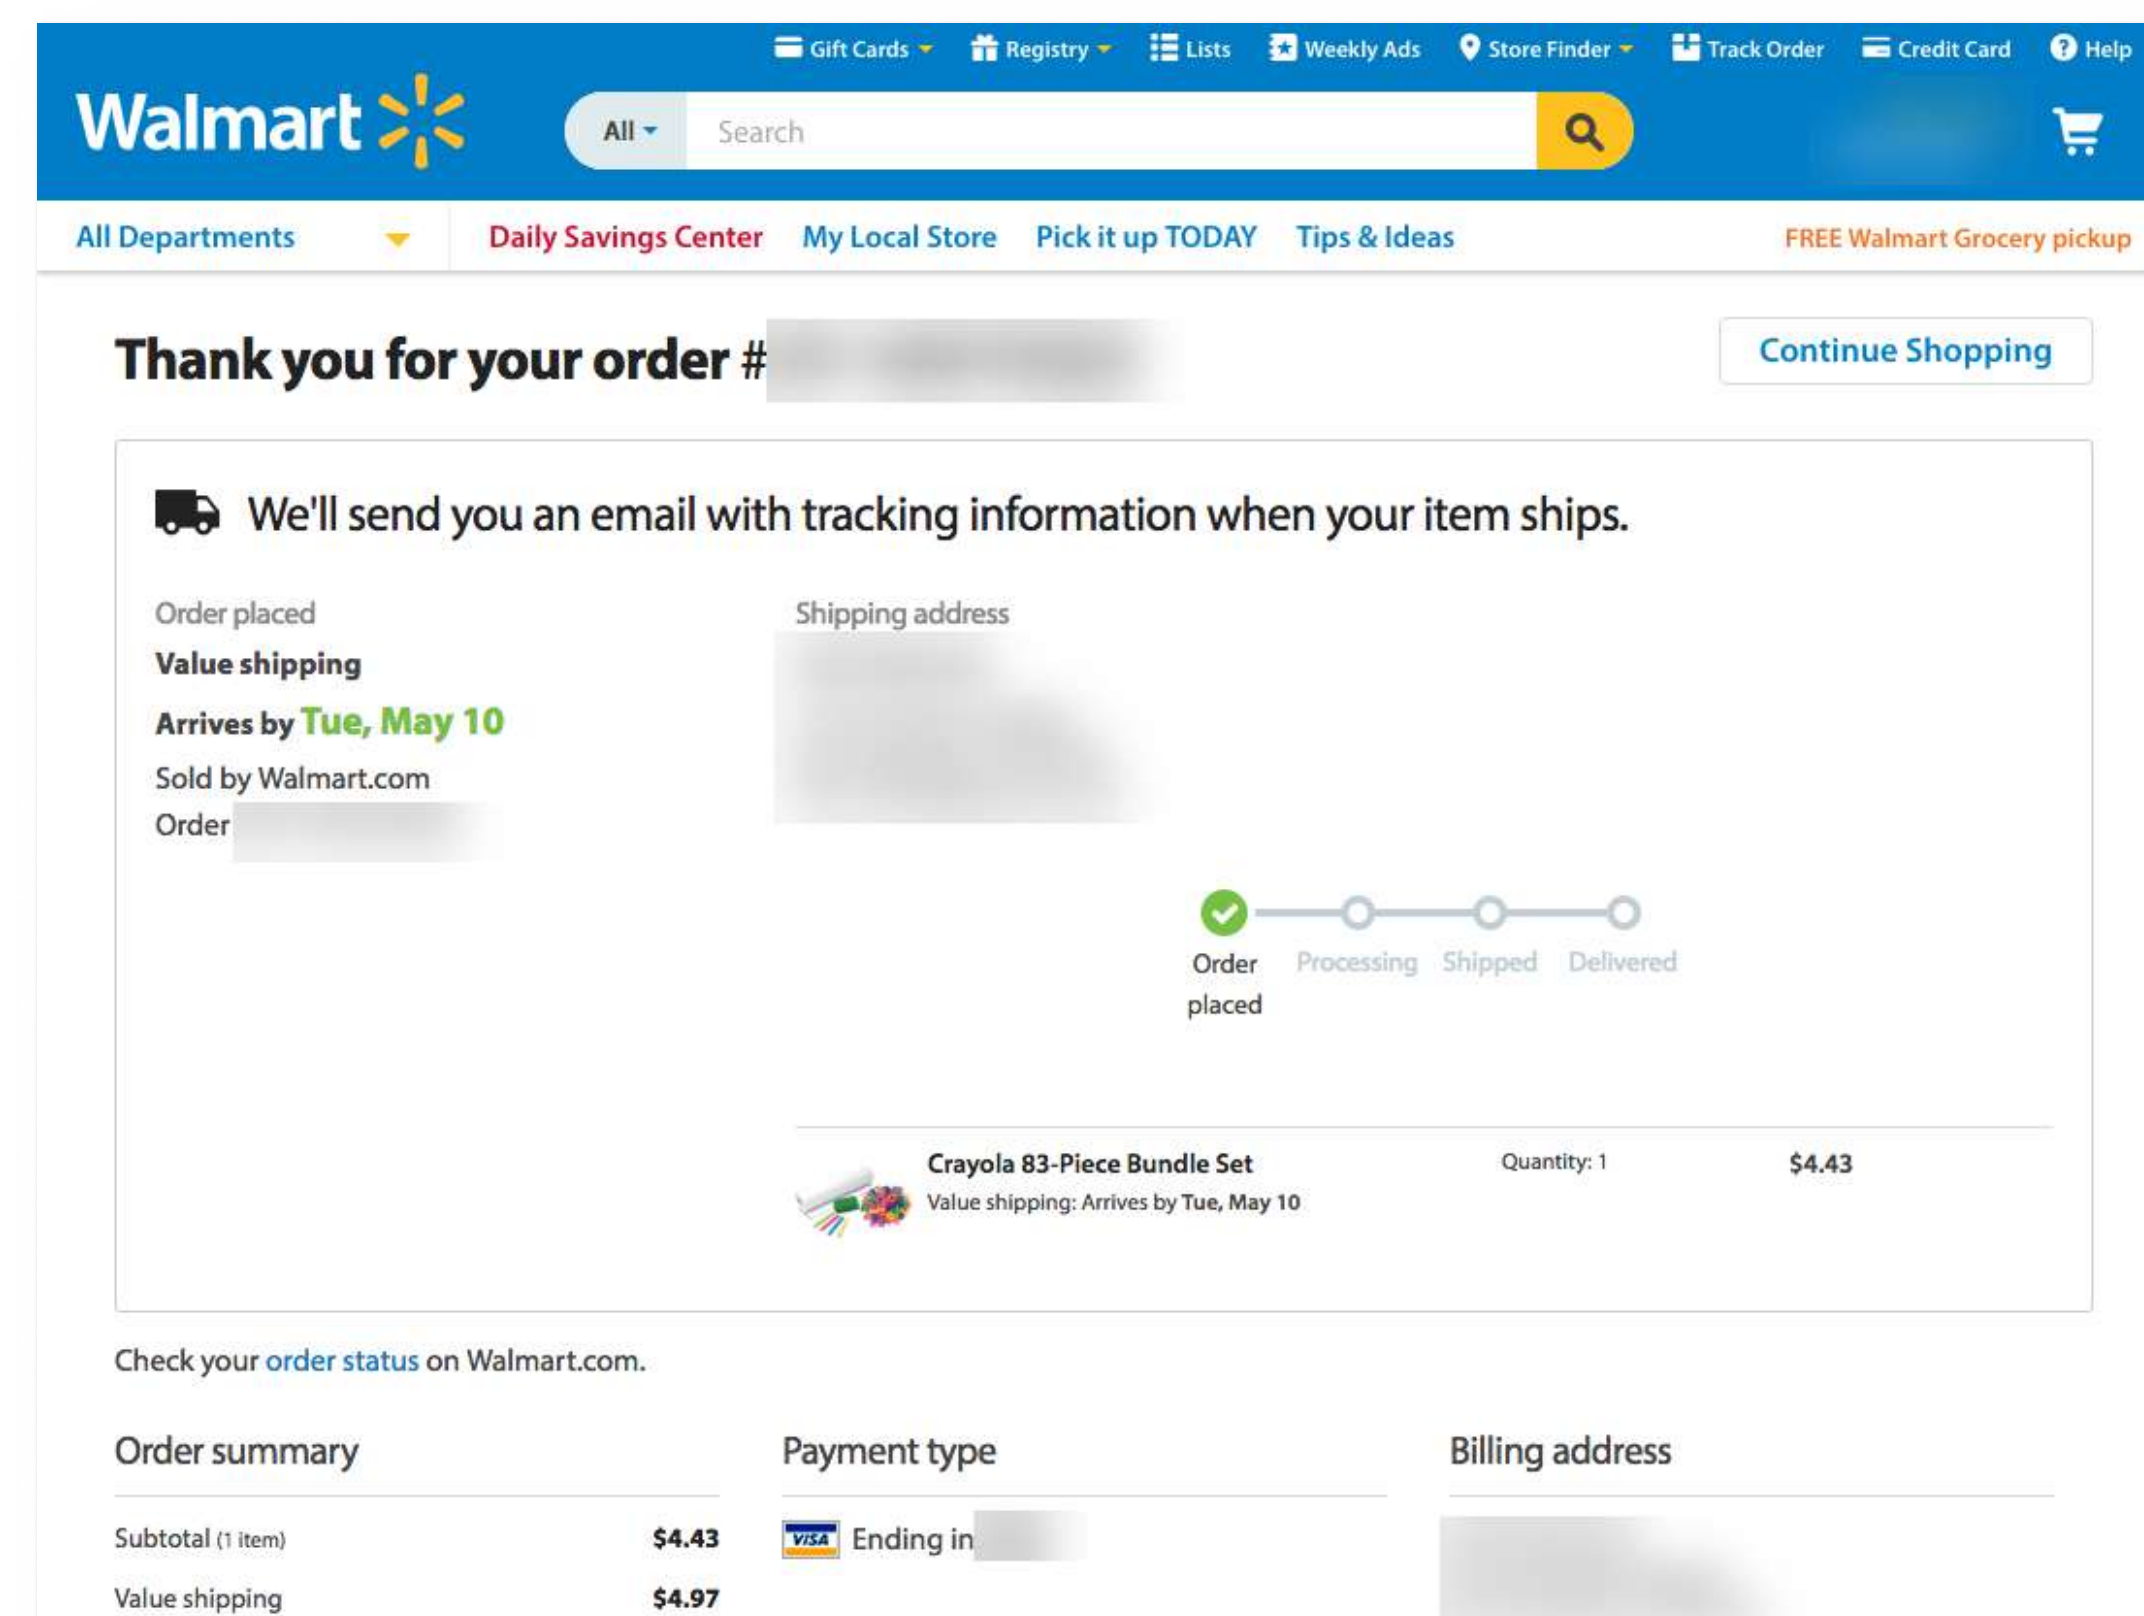 Gift Cards Registry Lists Weekly Ads Store Finder Track Order Credit Card Help
Walmart
All Search
All Departments Daily Savings Center My Local Store Pick it up TODAY Tips & Ideas FREE Walmart Grocery pickup
Thank you for your order #
Continue Shopping
We'll send you an email with tracking information when your item ships.
Order placed
Value shipping
Arrives by Tue, May 10
Sold by Walmart.com
Order
Shipping address
Order placed
Processing
Shipped
Delivered
Crayola 83-Piece Bundle Set Quantity: 1 $4.43
Value shipping: Arrives by Tue, May 10
Check your order status on Walmart.com.
Order summary
Subtotal (1 item) $4.43
Value shipping $4.97
Payment type
VISA Ending in
Billing address